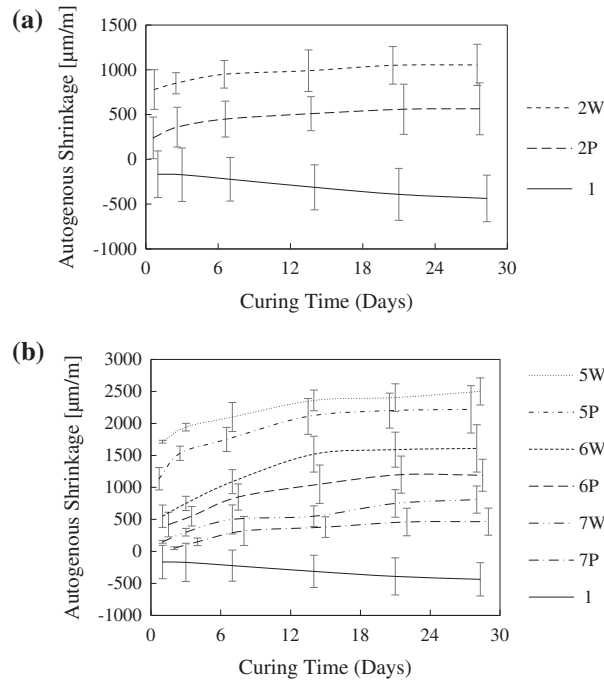 (a)
Autogenous Shrinkage [µm/m]
1500
1000
500
0
-500
-1000
0 6 12 18 24 30
Curing Time (Days)
2W
2P
1
(b)
Autogenous Shrinkage [µm/m]
3000
2500
2000
1500
1000
500
0
-500
-1000
0 6 12 18 24 30
Curing Time (Days)
5W
5P
6W
6P
7W
7P
1